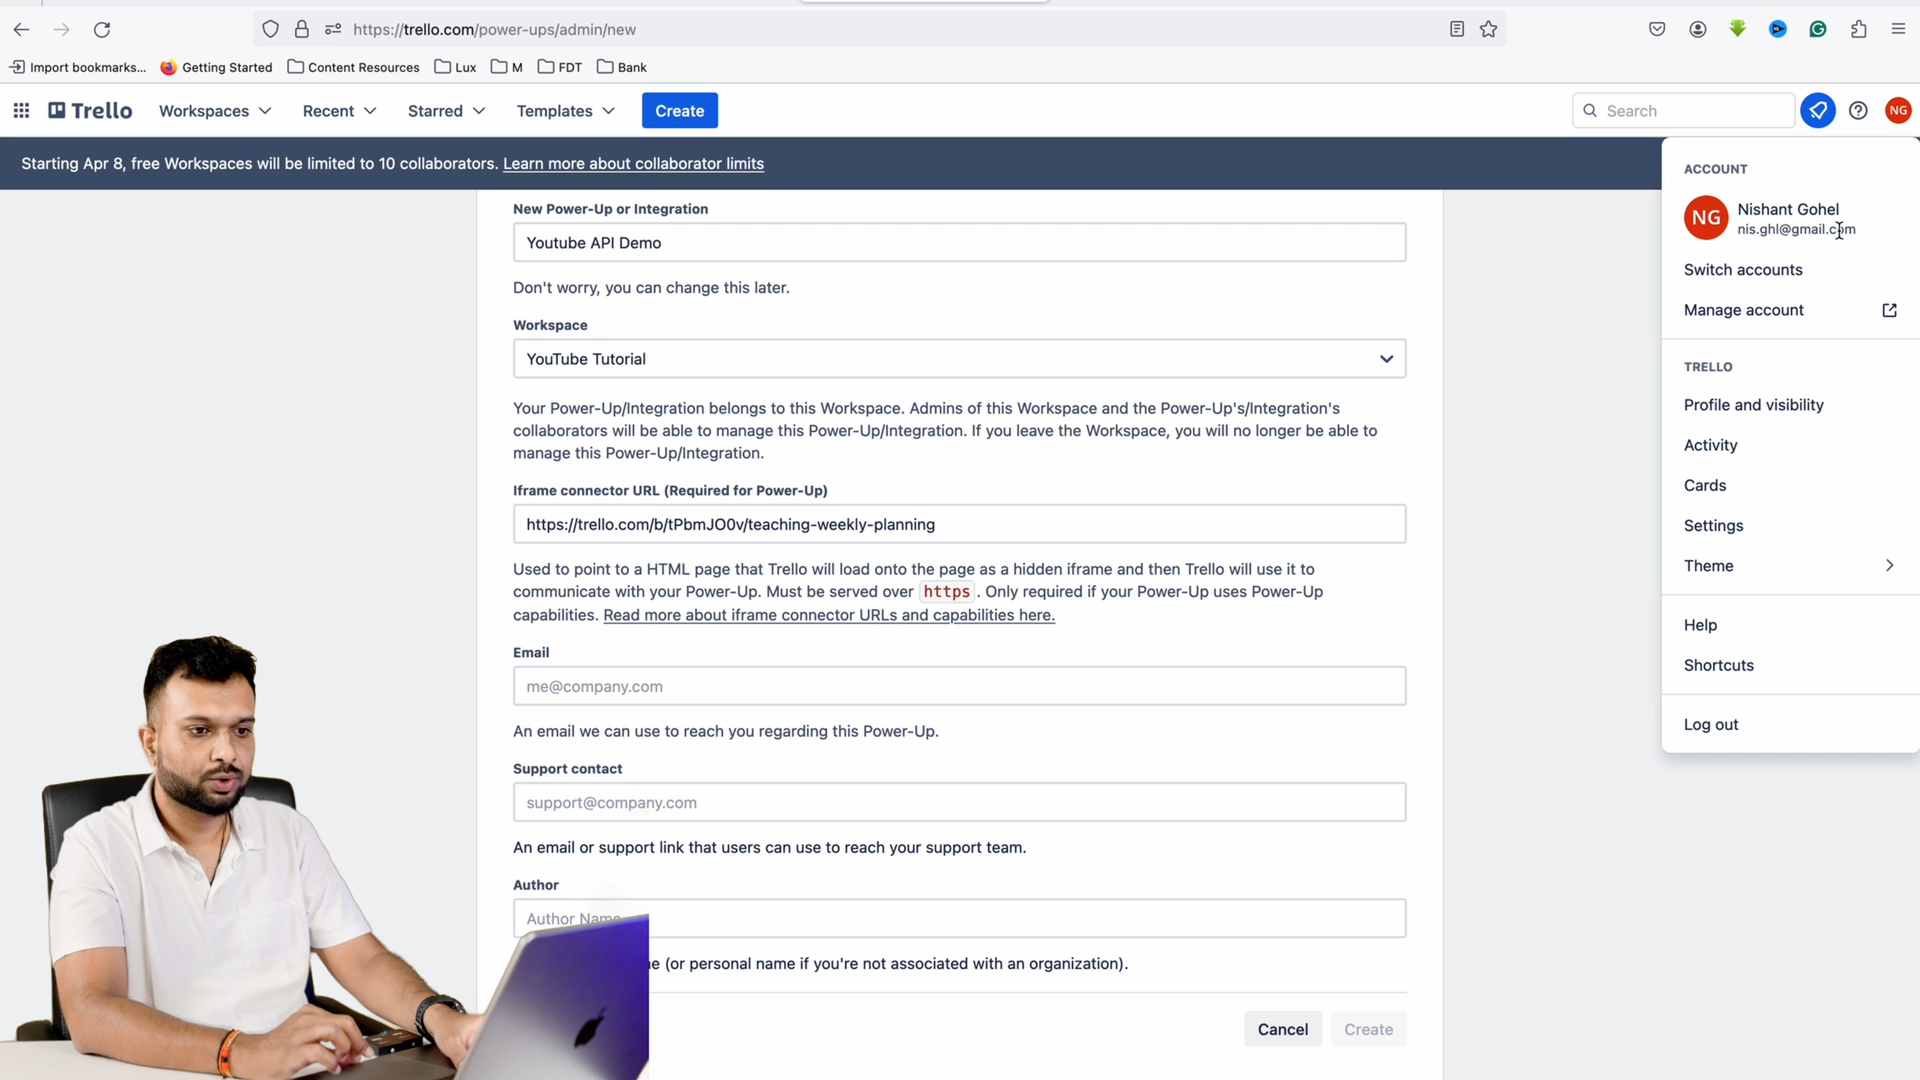 https://trello.com/power-ups/admin/new
Import bookmarks... Getting Started Content Resources Lux M FDT Bank
Trello Workspaces Recent Starred Templates Create Search NG
Starting Apr 8, free Workspaces will be limited to 10 collaborators. Learn more about collaborator limits
New Power-Up or Integration
Youtube API Demo
Don't worry, you can change this later.
Workspace
YouTube Tutorial
Your Power-Up/Integration belongs to this Workspace. Admins of this Workspace and the Power-Up's/Integration's
collaborators will be able to manage this Power-Up/Integration. If you leave the Workspace, you will no longer be able to
manage this Power-Up/Integration.
Iframe connector URL (Required for Power-Up)
https://trello.com/b/tPbmJO0v/teaching-weekly-planning
Used to point to a HTML page that Trello will load onto the page as a hidden iframe and then Trello will use it to
communicate with your Power-Up. Must be served over https . Only required if your Power-Up uses Power-Up
capabilities. Read more about iframe connector URLs and capabilities here.
Email
me@company.com
An email we can use to reach you regarding this Power-Up.
Support contact
support@company.com
An email or support link that users can use to reach your support team.
Author
Author Name
(or personal name if you're not associated with an organization).
Cancel Create
ACCOUNT
NG
Nishant Gohel
nis.ghl@gmail.com
Switch accounts
Manage account
TRELLO
Profile and visibility
Activity
Cards
Settings
Theme
Help
Shortcuts
Log out